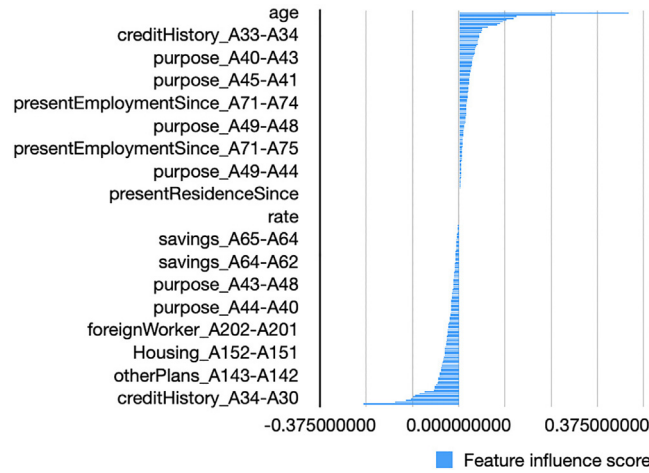 age
creditHistory_A33-A34
purpose_A40-A43
purpose_A45-A41
presentEmploymentSince_A71-A74
purpose_A49-A48
presentEmploymentSince_A71-A75
purpose_A49-A44
presentResidenceSince
rate
savings_A65-A64
savings_A64-A62
purpose_A43-A48
purpose_A44-A40
foreignWorker_A202-A201
Housing_A152-A151
otherPlans_A143-A142
creditHistory_A34-A30
-0.375000000 0.000000000 0.375000000
Feature influence score